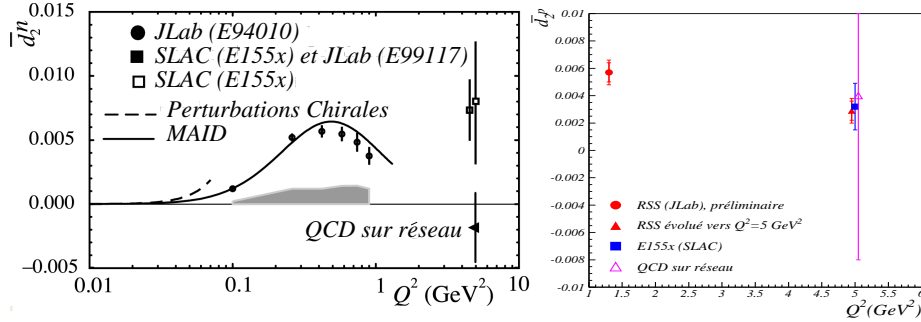 d̅₂ⁿ
0.015
0.010
0.005
0.000
−0.005
JLab (E94010)
SLAC (E155x) et JLab (E99117)
SLAC (E155x)
Perturbations Chirales
MAID
QCD sur réseau
0.01 0.1 1 10
Q² (GeV²)
d̅₂ᵖ
0.01
0.008
0.006
0.004
0.002
0
-0.002
-0.004
-0.006
-0.008
-0.01
RSS (JLab), préliminaire
RSS évolué vers Q²=5 GeV²
E155x (SLAC)
QCD sur réseau
1 1.5 2 2.5 3 3.5 4 4.5 5 5.5 6
Q²(GeV²)